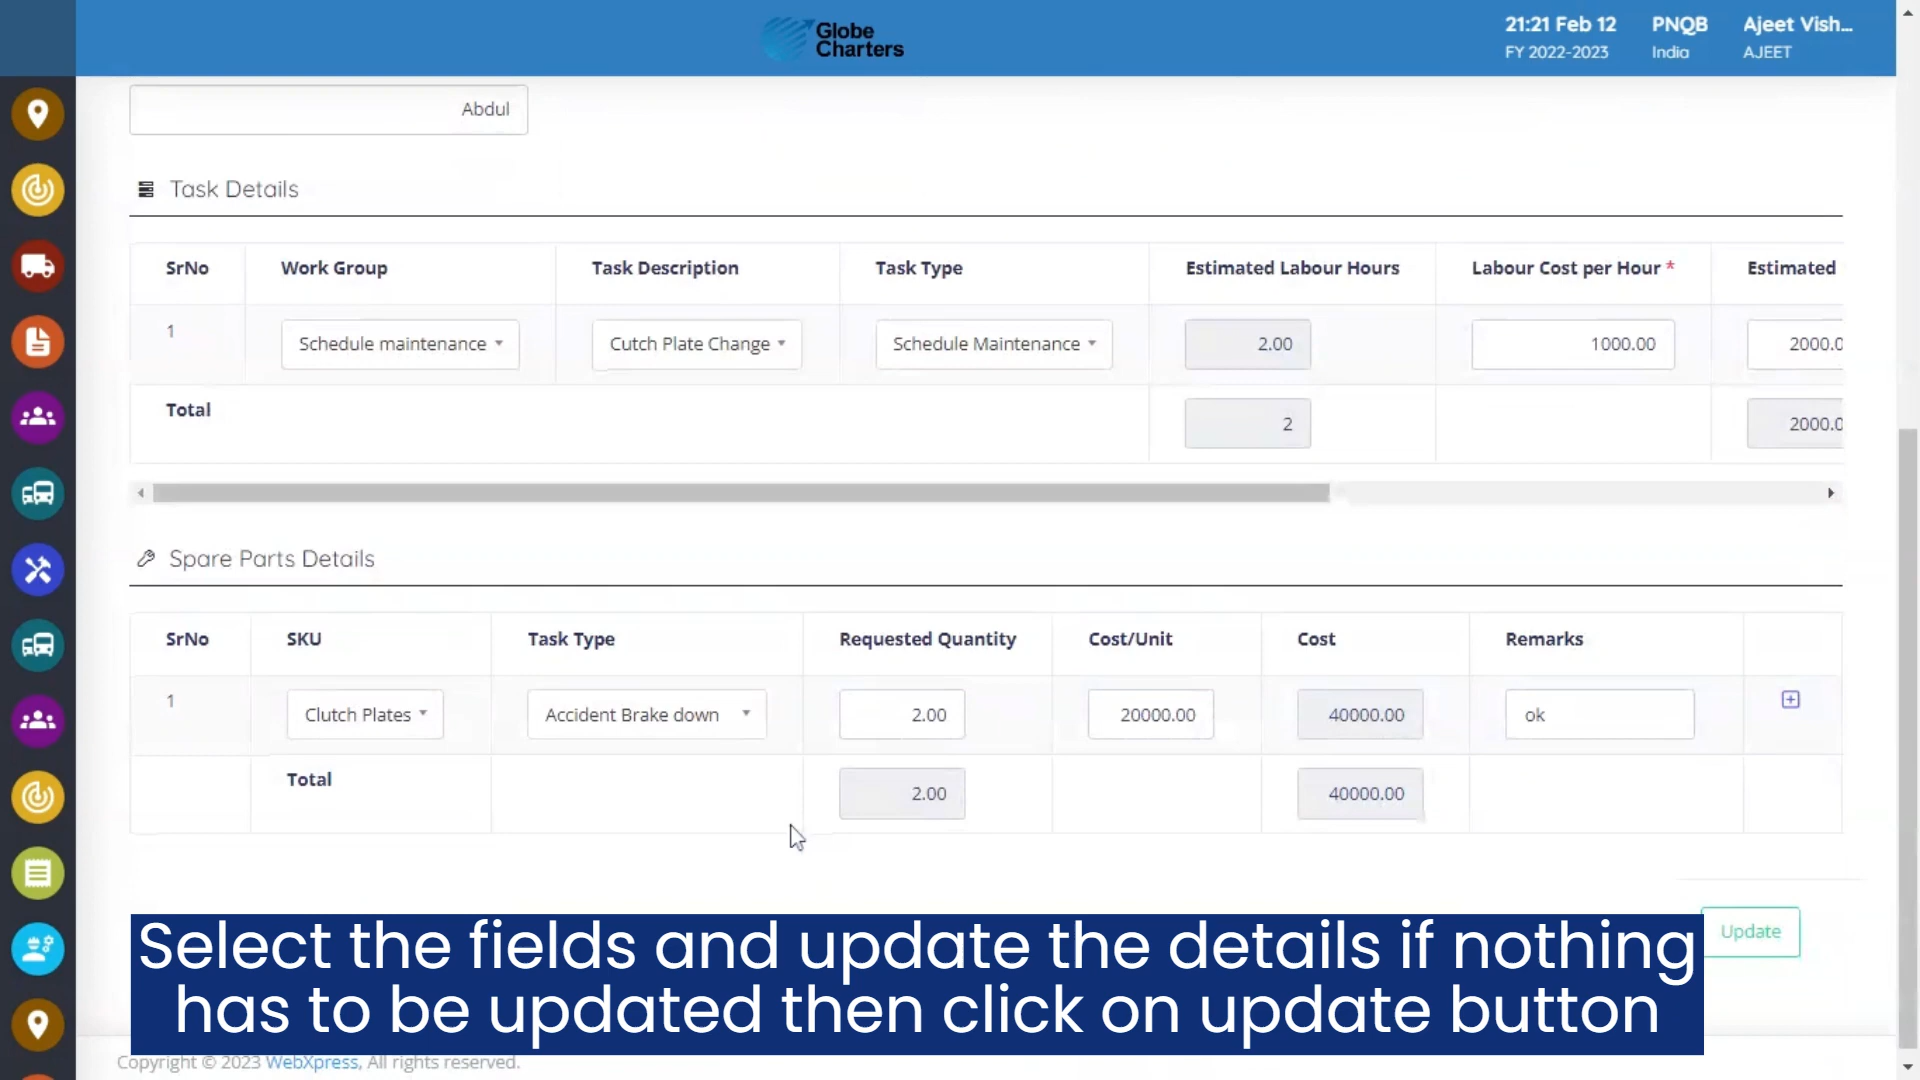 Globe
Charters
21:21 Feb 12 PNQB Ajeet Vish...
FY 2022-2023 India AJEET
Abdul
Task Details
SrNo Work Group Task Description Task Type Estimated Labour Hours Labour Cost per Hour * Estimated
1 Schedule maintenance Cutch Plate Change Schedule Maintenance 2.00 1000.00 2000.0
Total 2 2000.0
Spare Parts Details
SrNo SKU Task Type Requested Quantity Cost/Unit Cost Remarks
1 Clutch Plates Accident Brake down 2.00 20000.00 40000.00 ok
Total 2.00 40000.00
Update
Select the fields and update the details if nothing
has to be updated then click on update button
Copyright © 2023 WebXpress, All rights reserved.